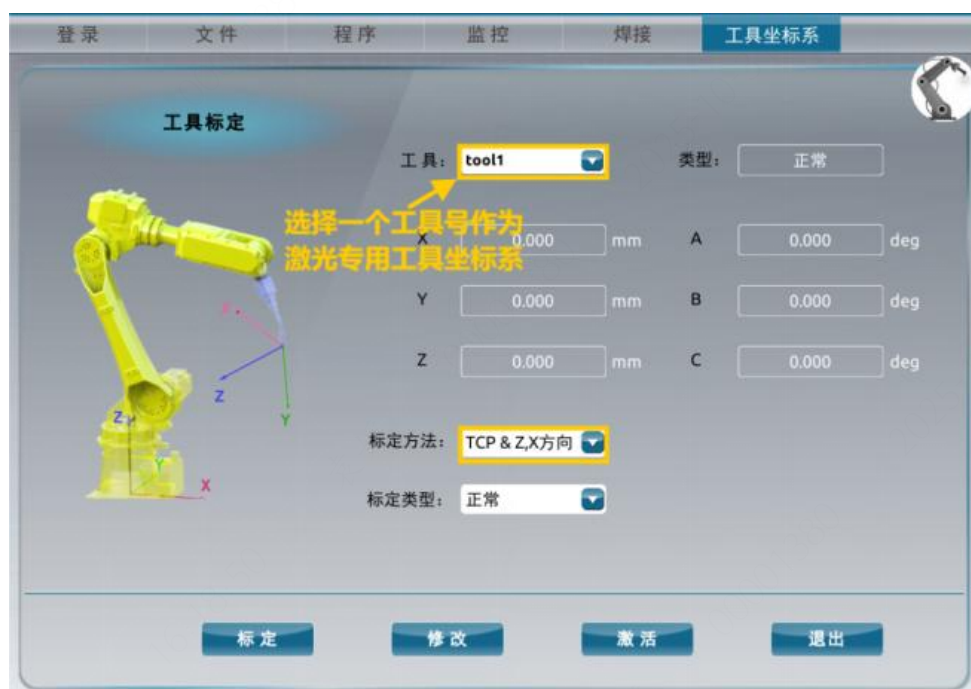 登录 文件 程序 监控 焊接 工具坐标系
工具标定
工具: tool1 类型: 正常
选择一个工具号作为
激光专用工具坐标系
X 0.000 mm A 0.000 deg
Y 0.000 mm B 0.000 deg
Z 0.000 mm C 0.000 deg
Z
Y
Z
Y
X
标定方法: TCP & Z,X方向
标定类型: 正常
标定 修改 激活 退出